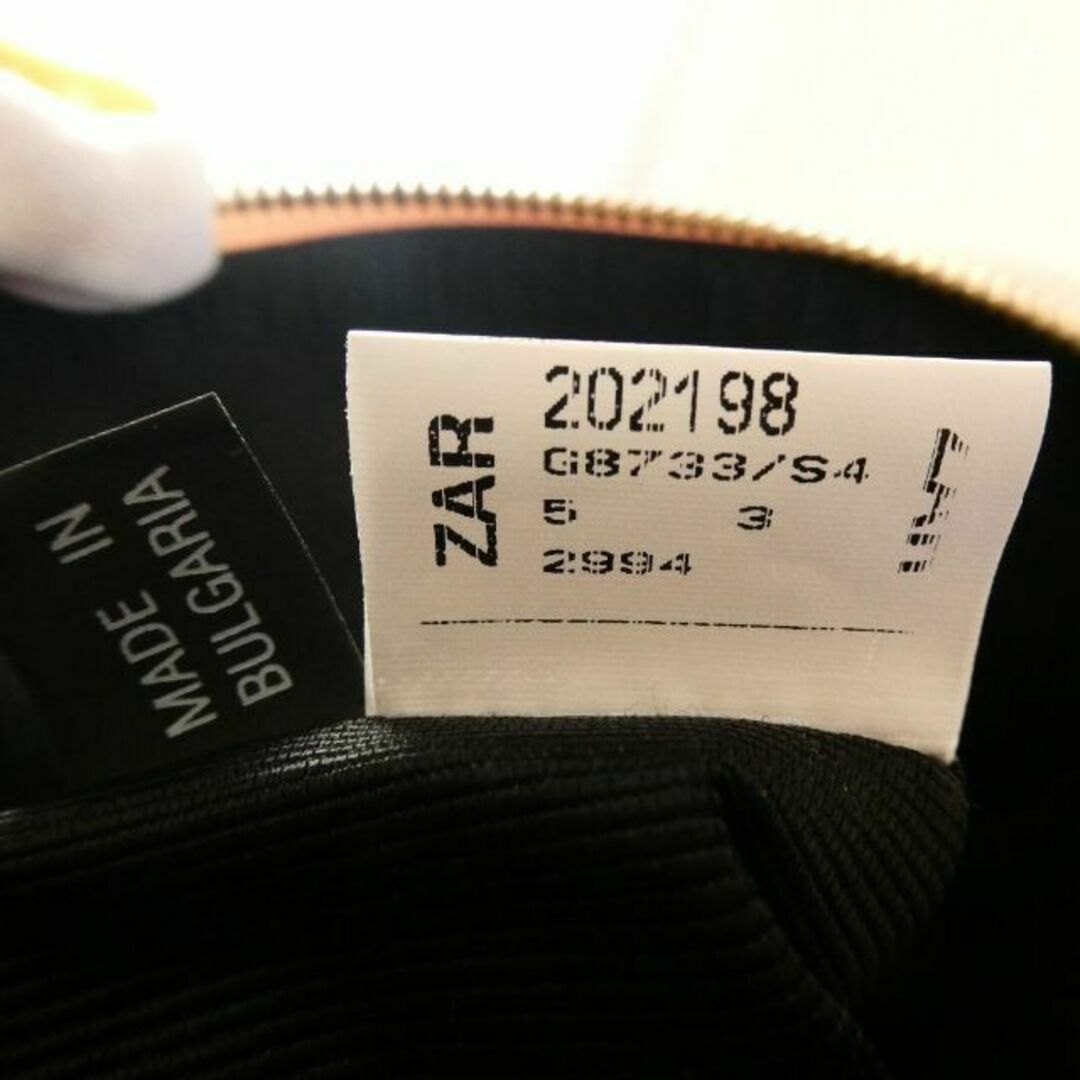 MADE IN
BULGARIA
ZAR
202198
G8733/S4
5 3
2994